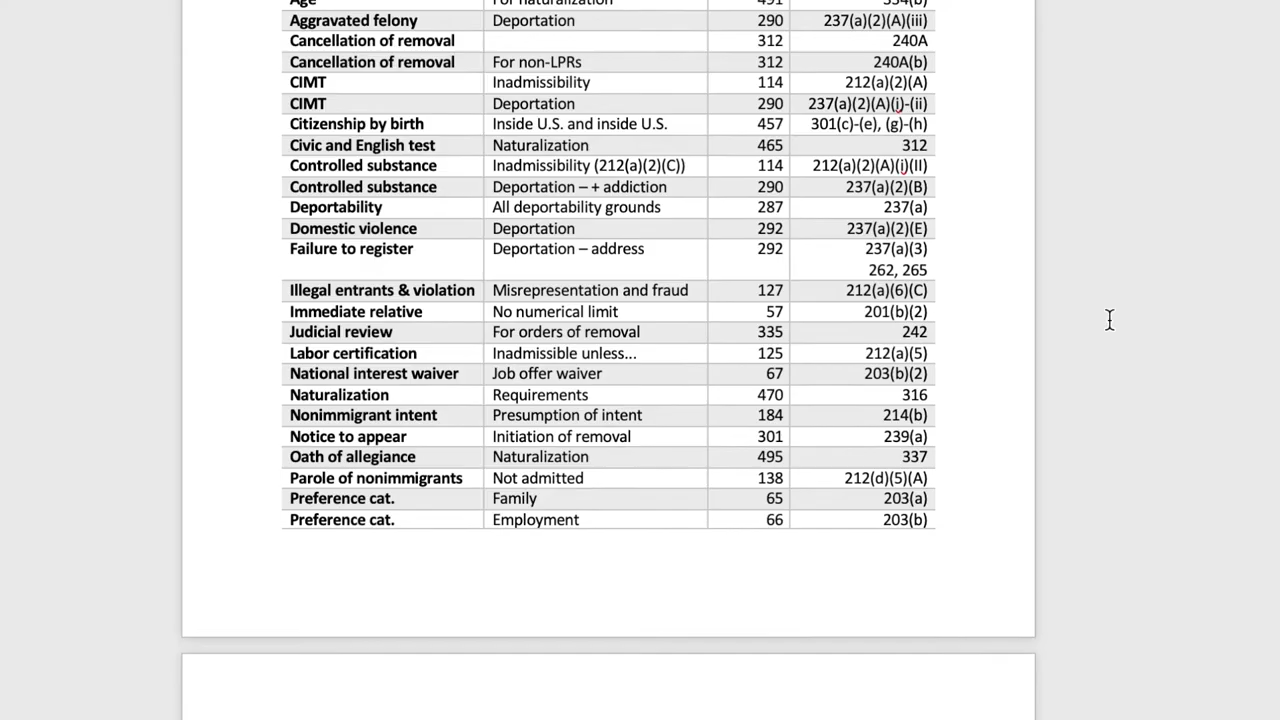 Age For naturalization 491 334(b)
Aggravated felony Deportation 290 237(a)(2)(A)(iii)
Cancellation of removal 312 240A
Cancellation of removal For non-LPRs 312 240A(b)
CIMT Inadmissibility 114 212(a)(2)(A)
CIMT Deportation 290 237(a)(2)(A)(i)-(ii)
Citizenship by birth Inside U.S. and inside U.S. 457 301(c)-(e), (g)-(h)
Civic and English test Naturalization 465 312
Controlled substance Inadmissibility (212(a)(2)(C)) 114 212(a)(2)(A)(i)(II)
Controlled substance Deportation – + addiction 290 237(a)(2)(B)
Deportability All deportability grounds 287 237(a)
Domestic violence Deportation 292 237(a)(2)(E)
Failure to register Deportation – address 292 237(a)(3)
262, 265
Illegal entrants & violation Misrepresentation and fraud 127 212(a)(6)(C)
Immediate relative No numerical limit 57 201(b)(2)
Judicial review For orders of removal 335 242
Labor certification Inadmissible unless... 125 212(a)(5)
National interest waiver Job offer waiver 67 203(b)(2)
Naturalization Requirements 470 316
Nonimmigrant intent Presumption of intent 184 214(b)
Notice to appear Initiation of removal 301 239(a)
Oath of allegiance Naturalization 495 337
Parole of nonimmigrants Not admitted 138 212(d)(5)(A)
Preference cat. Family 65 203(a)
Preference cat. Employment 66 203(b)